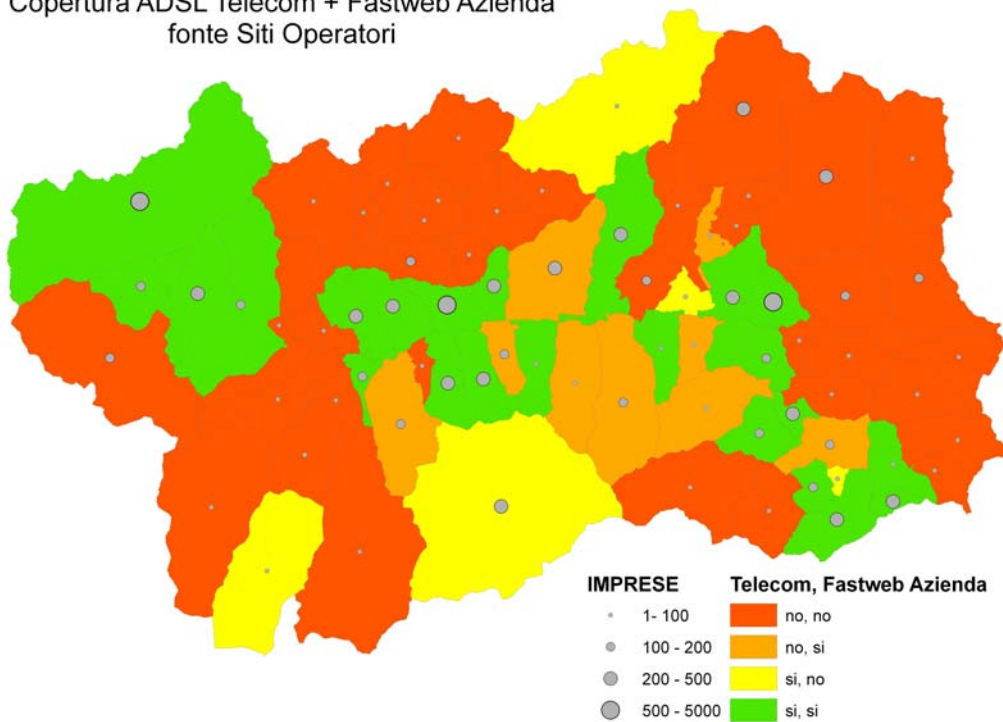 Copertura ADSL Telecom + Fastweb Azienda
fonte Siti Operatori
IMPRESE
1- 100
100 - 200
200 - 500
500 - 5000
Telecom, Fastweb Azienda
no, no
no, si
si, no
si, si